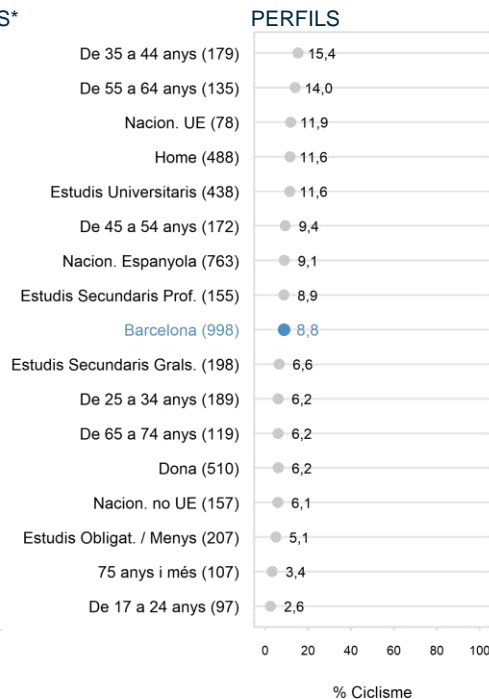 S*
PERFILS
De 35 a 44 anys (179) 15,4
De 55 a 64 anys (135) 14,0
Nacion. UE (78) 11,9
Home (488) 11,6
Estudis Universitaris (438) 11,6
De 45 a 54 anys (172) 9,4
Nacion. Espanyola (763) 9,1
Estudis Secundaris Prof. (155) 8,9
Barcelona (998) 8,8
Estudis Secundaris Grals. (198) 6,6
De 25 a 34 anys (189) 6,2
De 65 a 74 anys (119) 6,2
Dona (510) 6,2
Nacion. no UE (157) 6,1
Estudis Obligat. / Menys (207) 5,1
75 anys i més (107) 3,4
De 17 a 24 anys (97) 2,6
0 20 40 60 80 100
% Ciclisme